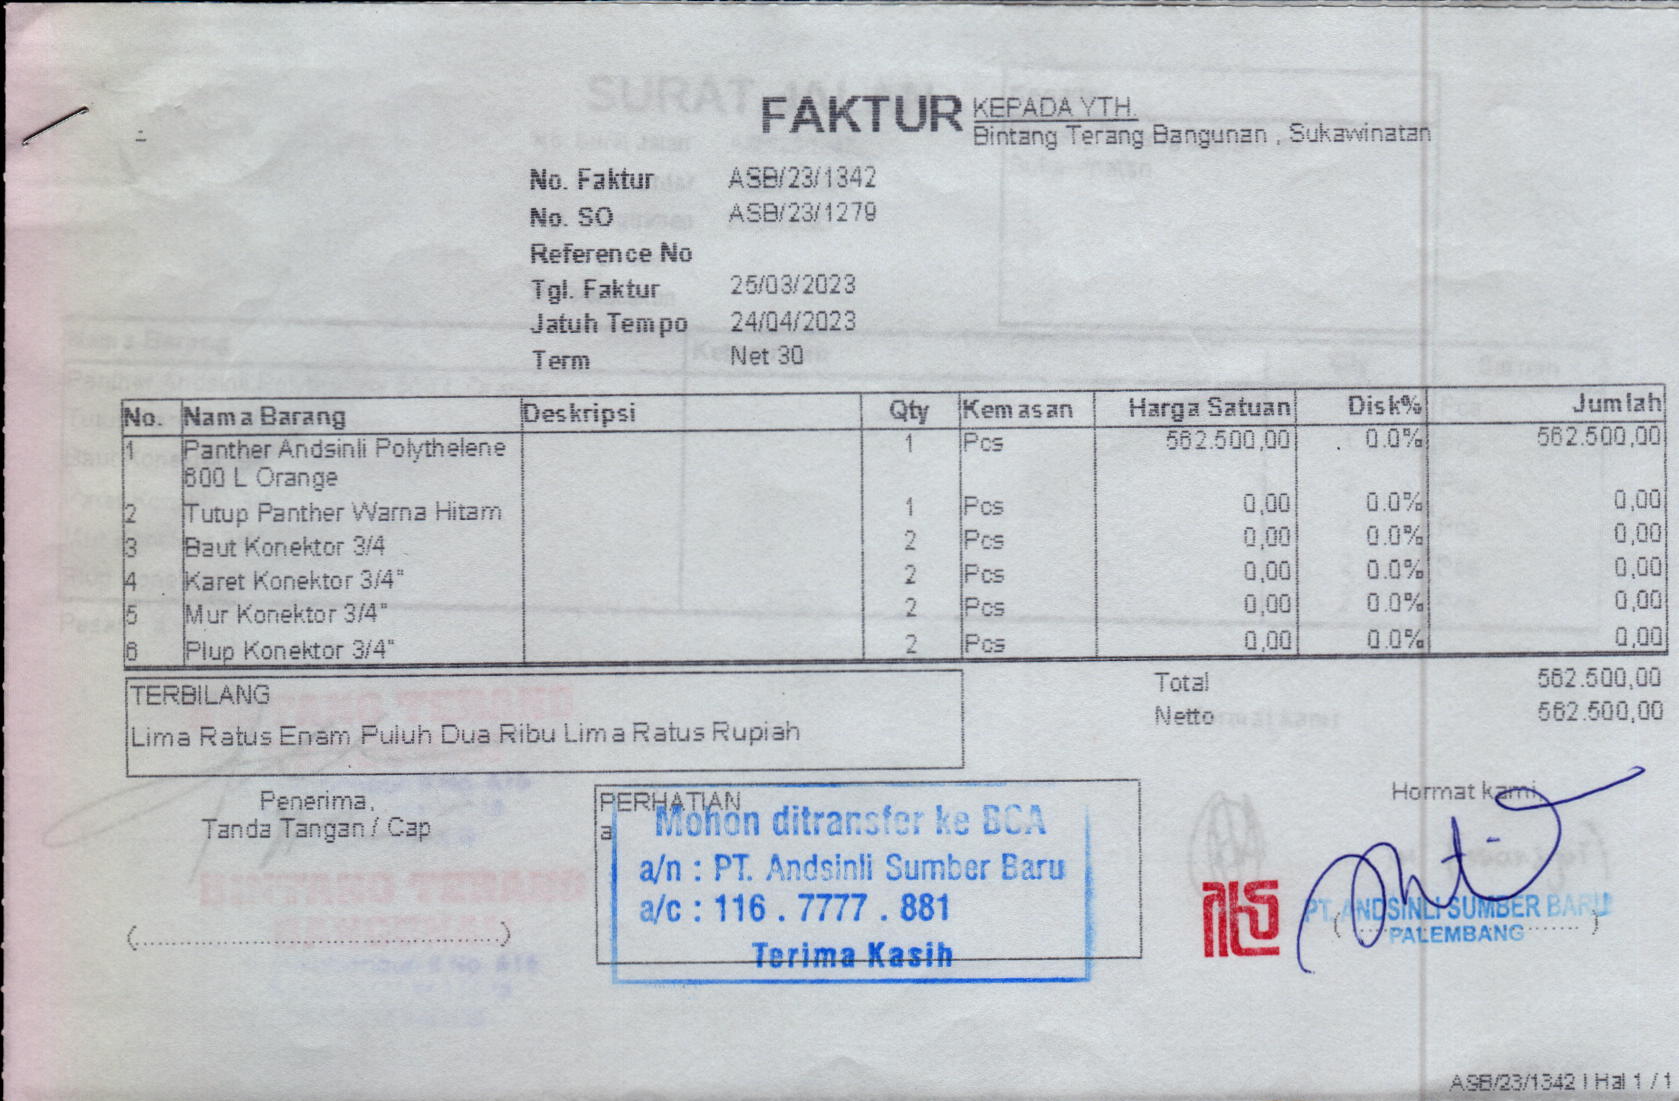 FAKTUR
KEPADA YTH.
Bintang Terang Bangunan , Sukawinatan
No. Faktur ASB/23/1342
No. SO ASB/23/1279
Reference No
Tgl. Faktur 25/03/2023
Jatuh Tempo 24/04/2023
Term Net 30
No. Nama Barang Deskripsi Qty Kemasan Harga Satuan Disk% Jumlah
1 Panther Andsinli Polythelene 1 Pcs 562.500,00 0.0% 562.500,00
600 L Orange
2 Tutup Panther Warna Hitam 1 Pcs 0,00 0.0% 0,00
3 Baut Konektor 3/4 2 Pcs 0,00 0.0% 0,00
4 Karet Konektor 3/4" 2 Pcs 0,00 0.0% 0,00
5 Mur Konektor 3/4" 2 Pcs 0,00 0.0% 0,00
6 Plup Konektor 3/4" 2 Pcs 0,00 0.0% 0,00
TERBILANG
Lima Ratus Enam Puluh Dua Ribu Lima Ratus Rupiah
Total 562.500,00
Netto 562.500,00
Penerima,
Tanda Tangan / Cap
(..........................................................)
PERHATIAN
a
Mohon ditransfer ke BCA
a/n : PT. Andsinli Sumber Baru
a/c : 116 . 7777 . 881
Terima Kasih
Hormat kami,
PT. ANDSINLI SUMBER BARU
PALEMBANG
ASB/23/1342 | Hal 1 / 1